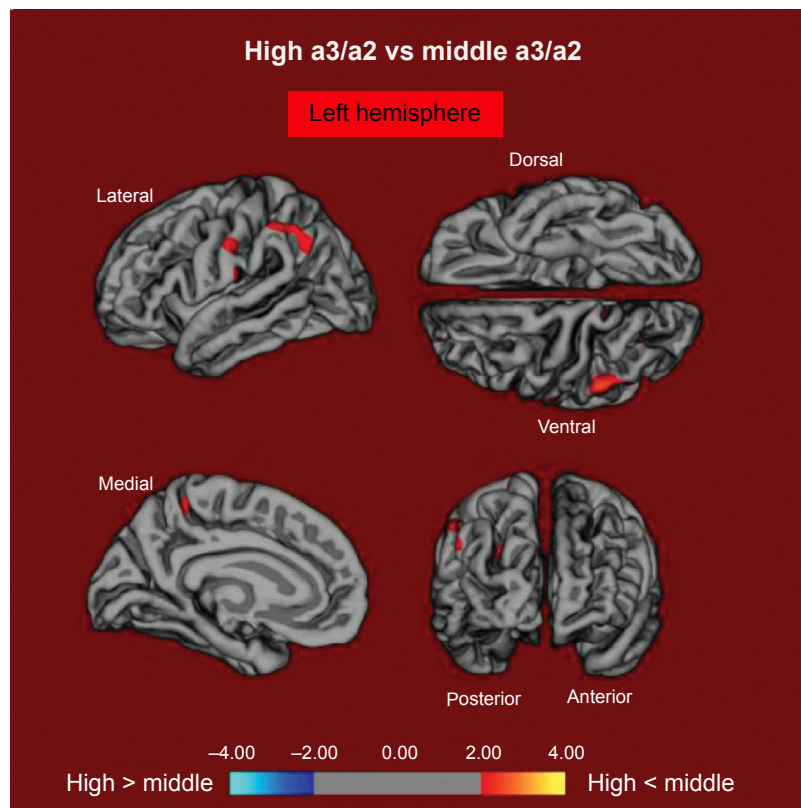 High a3/a2 vs middle a3/a2
Left hemisphere
Lateral
Dorsal
Ventral
Medial
Posterior
Anterior
–4.00 –2.00 0.00 2.00 4.00
High > middle High < middle